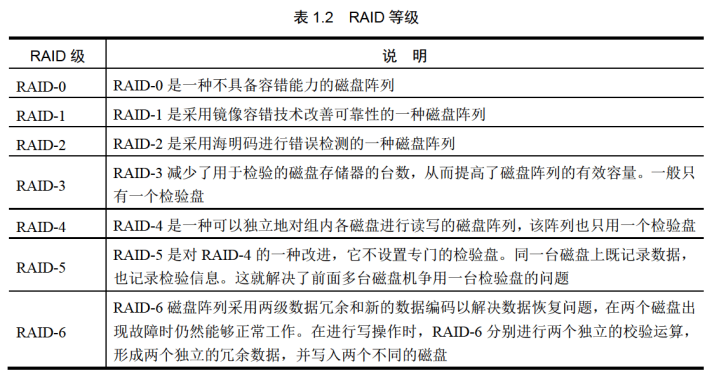 表 1.2 RAID 等级
RAID 级 说 明
RAID-0 RAID-0 是一种不具备容错能力的磁盘阵列
RAID-1 RAID-1 是采用镜像容错技术改善可靠性的一种磁盘阵列
RAID-2 RAID-2 是采用海明码进行错误检测的一种磁盘阵列
RAID-3 RAID-3 减少了用于检验的磁盘存储器的台数，从而提高了磁盘阵列的有效容量。一般只
有一个检验盘
RAID-4 RAID-4 是一种可以独立地对组内各磁盘进行读写的磁盘阵列，该阵列也只用一个检验盘
RAID-5 RAID-5 是对 RAID-4 的一种改进，它不设置专门的检验盘。同一台磁盘上既记录数据，
也记录检验信息。这就解决了前面多台磁盘机争用一台检验盘的问题
RAID-6 RAID-6 磁盘阵列采用两级数据冗余和新的数据编码以解决数据恢复问题，在两个磁盘出
现故障时仍然能够正常工作。在进行写操作时，RAID-6 分别进行两个独立的校验运算，
形成两个独立的冗余数据，并写入两个不同的磁盘